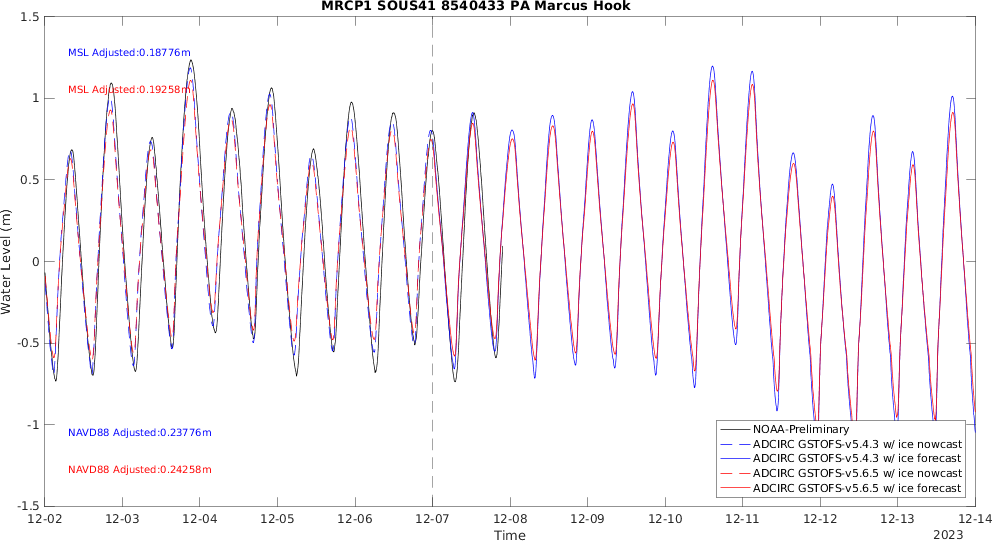 MRCP1 SOUS41 8540433 PA Marcus Hook
1.5
MSL Adjusted:0.18776m
MSL Adjusted:0.19258m
1
0.5
0
-0.5
-1
-1.5
Water Level (m)
NAVD88 Adjusted:0.23776m
NAVD88 Adjusted:0.24258m
NOAA-Preliminary
ADCIRC GSTOFS-v5.4.3 w/ ice nowcast
ADCIRC GSTOFS-v5.4.3 w/ ice forecast
ADCIRC GSTOFS-v5.6.5 w/ ice nowcast
ADCIRC GSTOFS-v5.6.5 w/ ice forecast
12-02 12-03 12-04 12-05 12-06 12-07 12-08 12-09 12-10 12-11 12-12 12-13 12-14
Time
2023